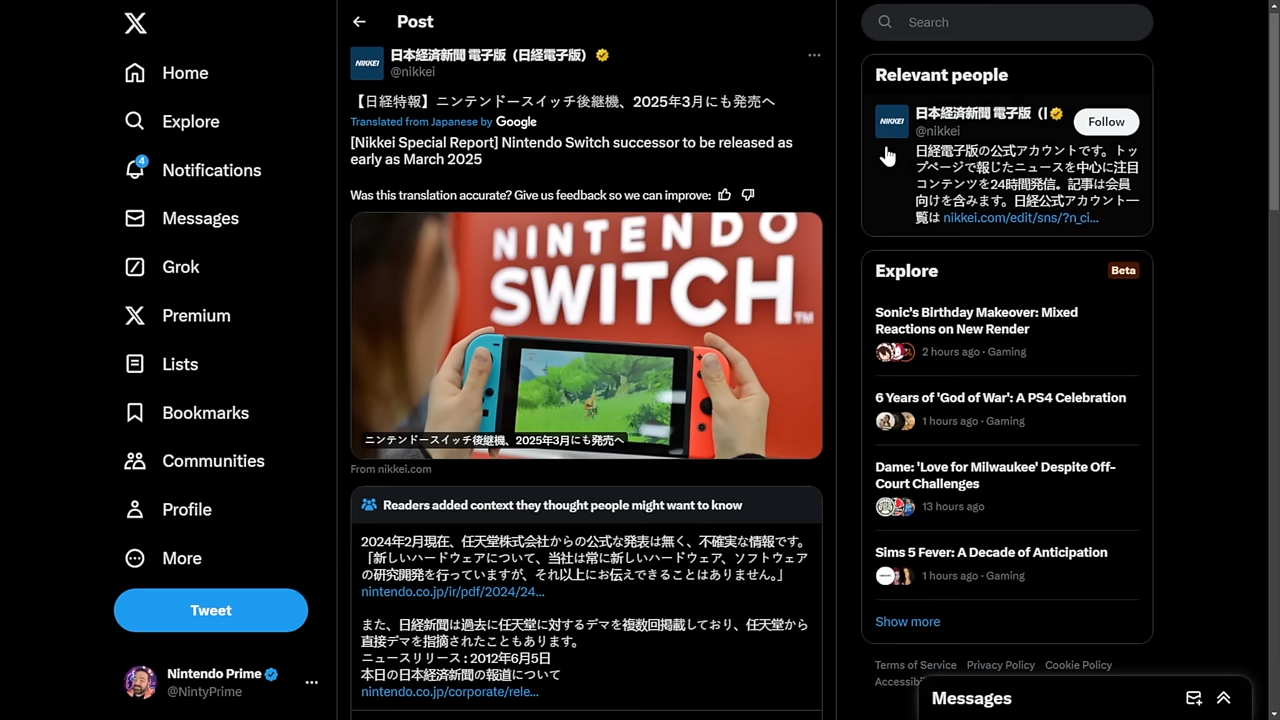 Home
Explore
Notifications
4
Messages
Grok
Premium
Lists
Bookmarks
Communities
Profile
More
Tweet
Nintendo Prime
@NintyPrime
Post
NIKKEI
日本経済新聞 電子版（日経電子版）
@nikkei
【日経特報】ニンテンドースイッチ後継機、2025年3月にも発売へ
Translated from Japanese by Google
[Nikkei Special Report] Nintendo Switch successor to be released as
early as March 2025
Was this translation accurate? Give us feedback so we can improve:
NINTENDO
SWITCH™
ニンテンドースイッチ後継機、2025年3月にも発売へ
From nikkei.com
Readers added context they thought people might want to know
2024年2月現在、任天堂株式会社からの公式な発表は無く、不確実な情報です。
「新しいハードウェアについて、当社は常に新しいハードウェア、ソフトウェア
の研究開発を行っていますが、それ以上にお伝えできることはありません。」
nintendo.co.jp/ir/pdf/2024/24...
また、日経新聞は過去に任天堂に対するデマを複数回掲載しており、任天堂から
直接デマを指摘されたこともあります。
ニュースリリース : 2012年6月5日
本日の日本経済新聞の報道について
nintendo.co.jp/corporate/rele...
Search
Relevant people
NIKKEI
日本経済新聞 電子版（
@nikkei
Follow
日経電子版の公式アカウントです。トッ
プページで報じたニュースを中心に注目
コンテンツを24時間発信。記事は会員
向けを含みます。日経公式アカウント一
覧は nikkei.com/edit/sns/?n_ci...
Explore
Beta
Sonic's Birthday Makeover: Mixed
Reactions on New Render
2 hours ago · Gaming
6 Years of 'God of War': A PS4 Celebration
1 hours ago · Gaming
Dame: 'Love for Milwaukee' Despite Off-
Court Challenges
13 hours ago
Sims 5 Fever: A Decade of Anticipation
1 hours ago · Gaming
Show more
Terms of Service Privacy Policy Cookie Policy
Accessibi
Messages